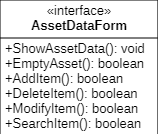 «interface»
AssetDataForm
+ShowAssetData(): void
+EmptyAsset(): boolean
+AddItem(): boolean
+DeleteItem(): boolean
+ModifyItem(): boolean
+SearchItem(): boolean